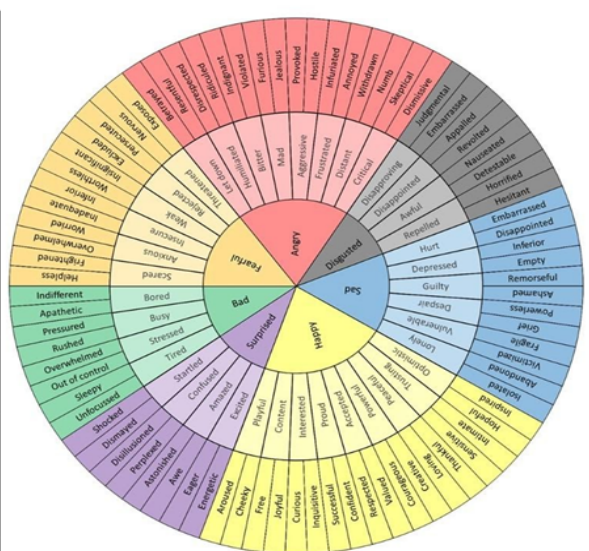 Angry
Disgusted
Sad
Happy
Surprised
Bad
Fearful
Let down
Humiliated
Bitter
Mad
Aggressive
Frustrated
Distant
Critical
Disapproving
Disappointed
Awful
Repelled
Hurt
Depressed
Guilty
Despair
Vulnerable
Lonely
Optimistic
Trusting
Peaceful
Powerful
Accepted
Proud
Interested
Content
Playful
Excited
Amazed
Confused
Startled
Tired
Stressed
Busy
Bored
Scared
Anxious
Insecure
Weak
Rejected
Threatened
Betrayed
Resentful
Disrespected
Ridiculed
Indignant
Violated
Furious
Jealous
Provoked
Hostile
Infuriated
Annoyed
Withdrawn
Numb
Skeptical
Dismissive
Judgmental
Embarrassed
Appalled
Revolted
Nauseated
Detestable
Horrified
Hesitant
Embarrassed
Disappointed
Inferior
Empty
Remorseful
Ashamed
Powerless
Grief
Fragile
Victimized
Abandoned
Isolated
Inspired
Hopeful
Intimate
Sensitive
Thankful
Loving
Creative
Courageous
Valued
Respected
Confident
Successful
Inquisitive
Curious
Joyful
Free
Cheeky
Aroused
Energetic
Eager
Awe
Astonished
Perplexed
Disillusioned
Dismayed
Shocked
Unfocussed
Sleepy
Out of control
Overwhelmed
Rushed
Pressured
Apathetic
Indifferent
Helpless
Frightened
Overwhelmed
Worried
Inadequate
Inferior
Worthless
Insignificant
Excluded
Persecuted
Nervous
Exposed